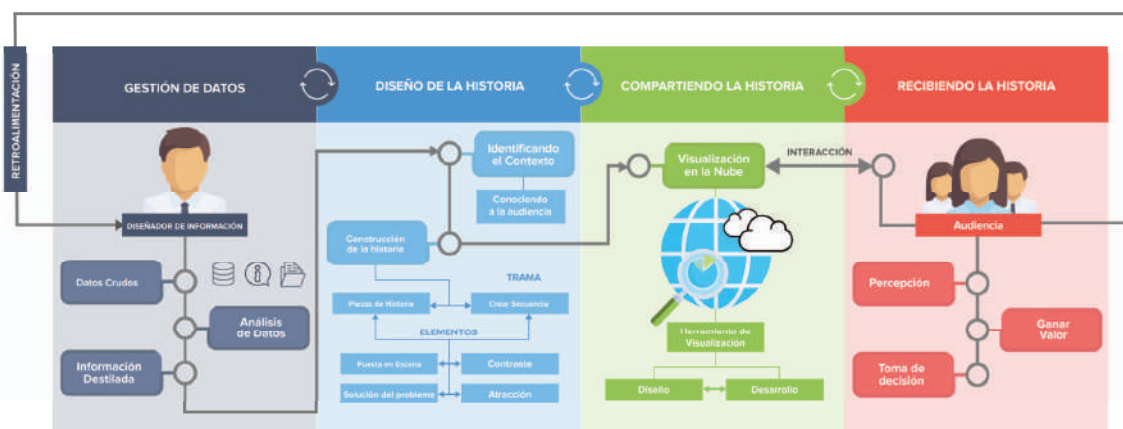 RETROALIMENTACIÓN
GESTIÓN DE DATOS
DISEÑO DE LA HISTORIA
COMPARTIENDO LA HISTORIA
RECIBIENDO LA HISTORIA
DISEÑADOR DE INFORMACIÓN
Datos Crudos
Análisis
de Datos
Información
Destilada
Identificando
el Contexto
Conociendo
a la audiencia
Construcción
de la historia
TRAMA
Piezas de Historia
Crear Secuencia
ELEMENTOS
Puesta en Escena
Contraste
Solución del problema
Atracción
Visualización
en la Nube
INTERACCIÓN
Herramienta de
Visualización
Diseño
Desarrollo
Audiencia
Percepción
Ganar
Valor
Toma de
decisión